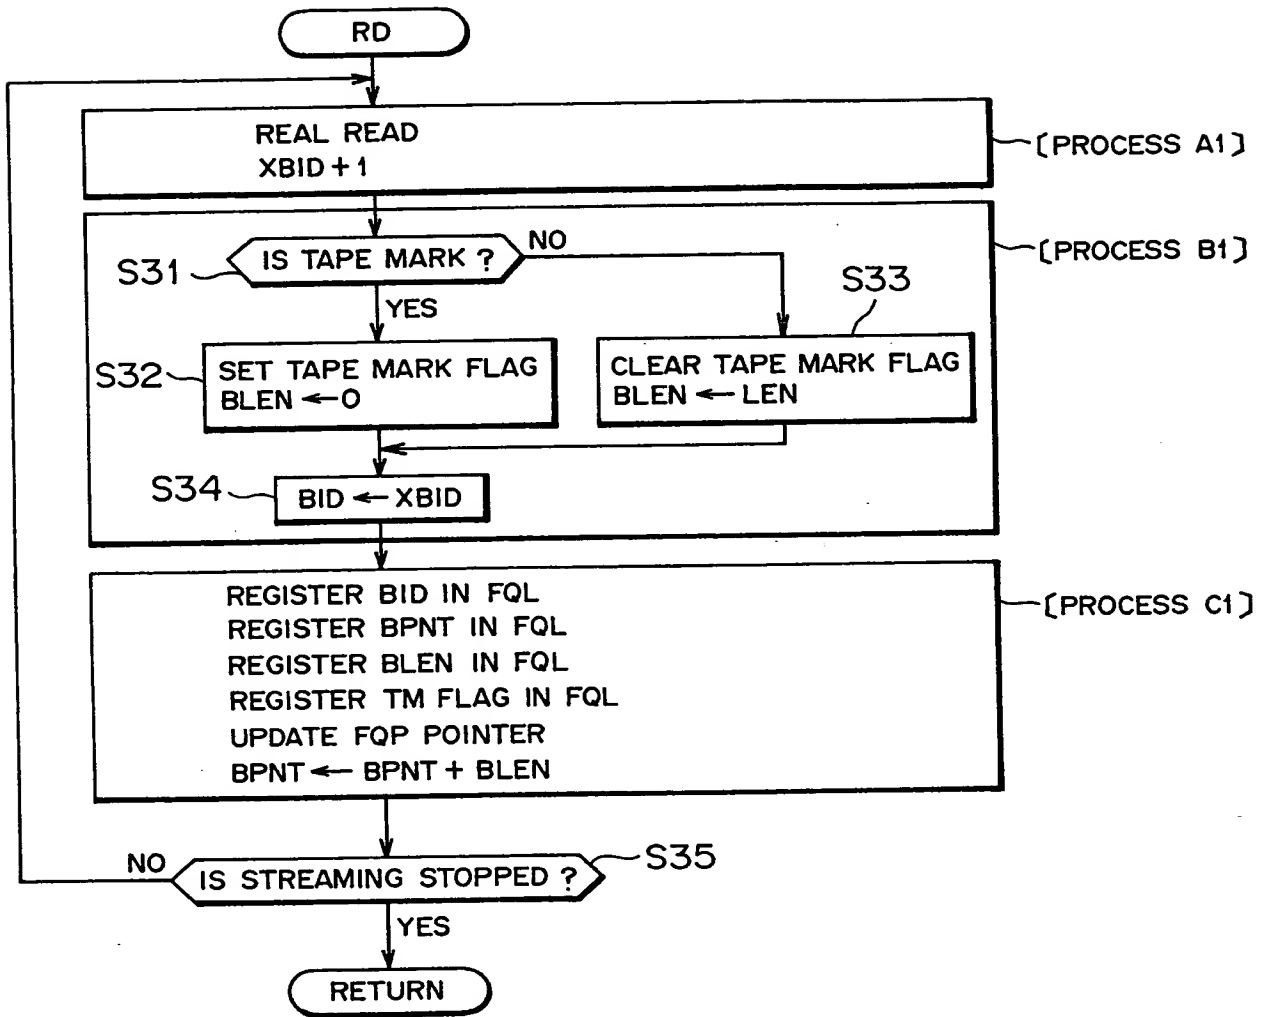 RD
REAL READ
XBID + 1
[PROCESS A1]
IS TAPE MARK ?
NO
[PROCESS B1]
S31
YES
S33
S32
SET TAPE MARK FLAG
BLEN ← 0
CLEAR TAPE MARK FLAG
BLEN ← LEN
S34
BID ← XBID
REGISTER BID IN FQL
REGISTER BPNT IN FQL
REGISTER BLEN IN FQL
REGISTER TM FLAG IN FQL
UPDATE FQP POINTER
BPNT ← BPNT + BLEN
[PROCESS C1]
NO
IS STREAMING STOPPED ?
S35
YES
RETURN